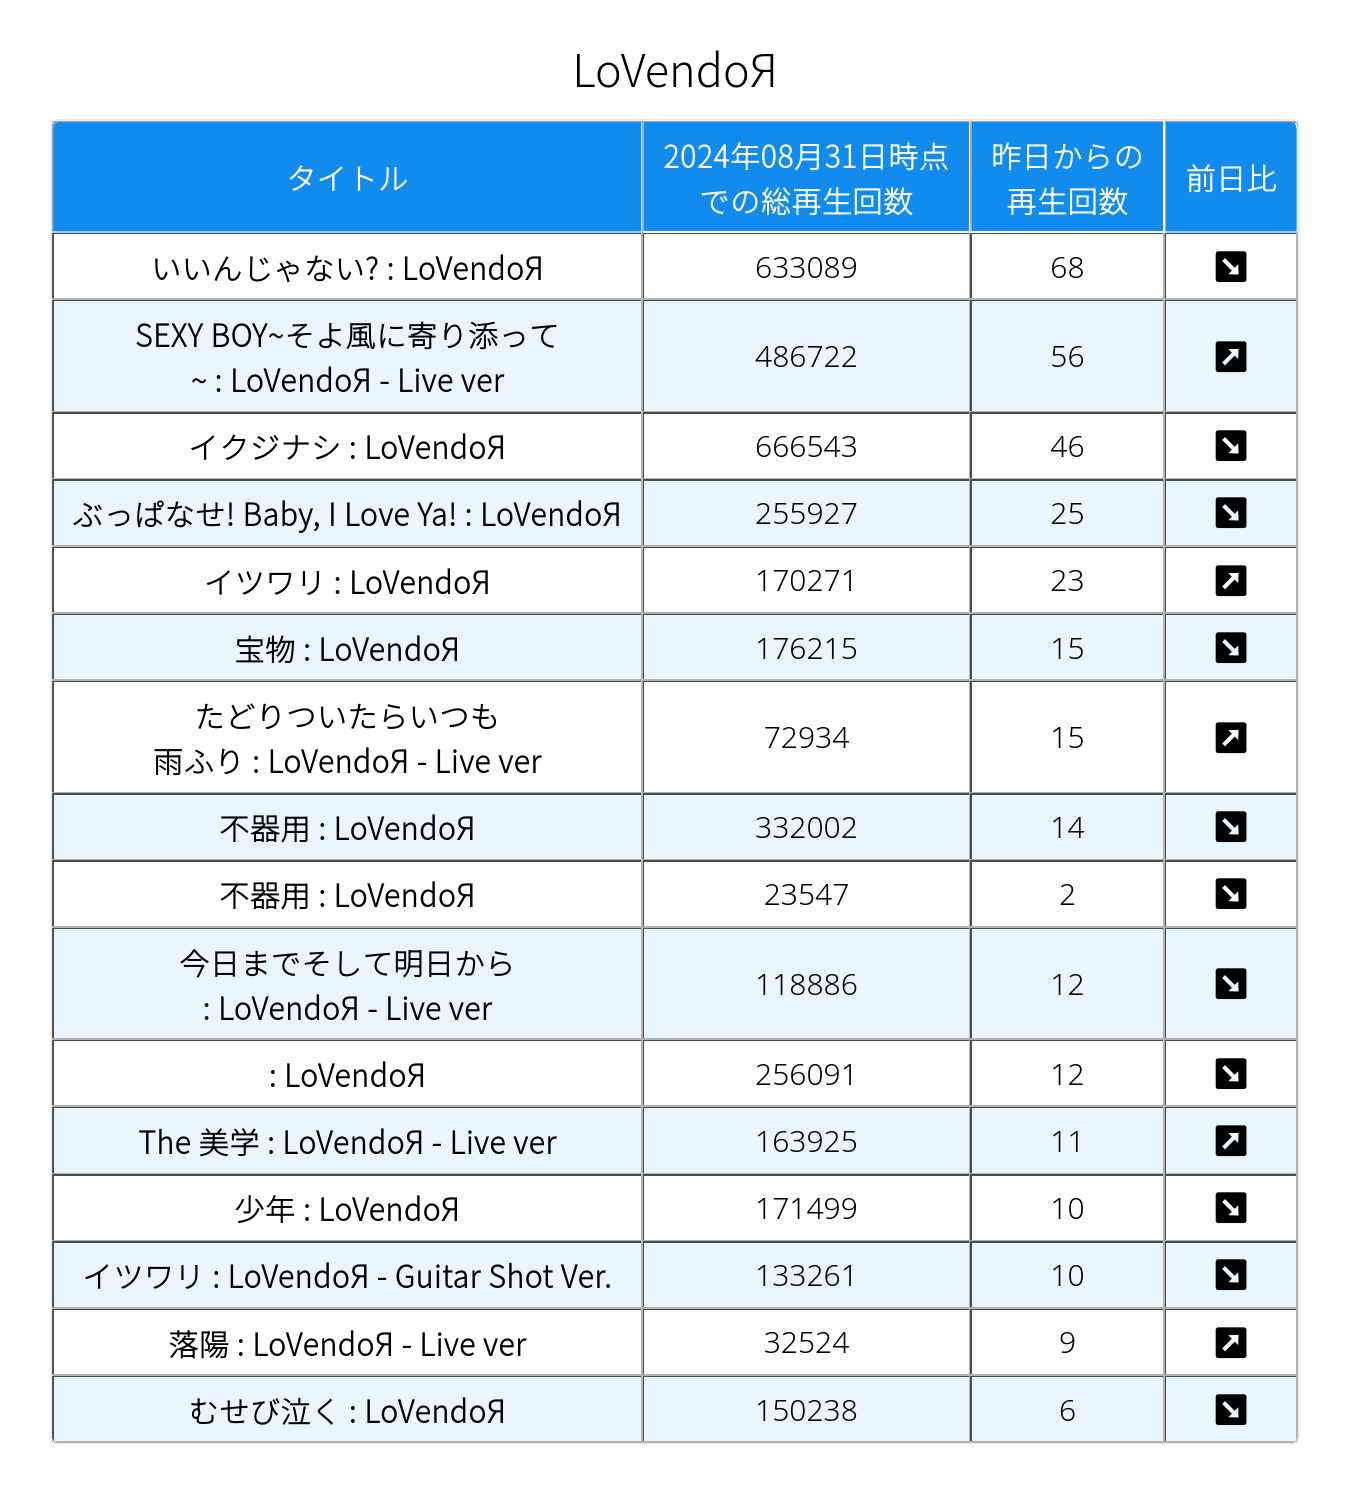 LoVendoЯ
タイトル
2024年08月31日時点
での総再生回数
昨日からの
再生回数
前日比
いいんじゃない? : LoVendoЯ 633089 68
SEXY BOY~そよ風に寄り添って
~ : LoVendoЯ - Live ver 486722 56
イクジナシ : LoVendoЯ 666543 46
ぶっぱなせ! Baby, I Love Ya! : LoVendoЯ 255927 25
イツワリ : LoVendoЯ 170271 23
宝物 : LoVendoЯ 176215 15
たどりついたらいつも
雨ふり : LoVendoЯ - Live ver 72934 15
不器用 : LoVendoЯ 332002 14
不器用 : LoVendoЯ 23547 2
今日までそして明日から
: LoVendoЯ - Live ver 118886 12
: LoVendoЯ 256091 12
The 美学 : LoVendoЯ - Live ver 163925 11
少年 : LoVendoЯ 171499 10
イツワリ : LoVendoЯ - Guitar Shot Ver. 133261 10
落陽 : LoVendoЯ - Live ver 32524 9
むせび泣く : LoVendoЯ 150238 6